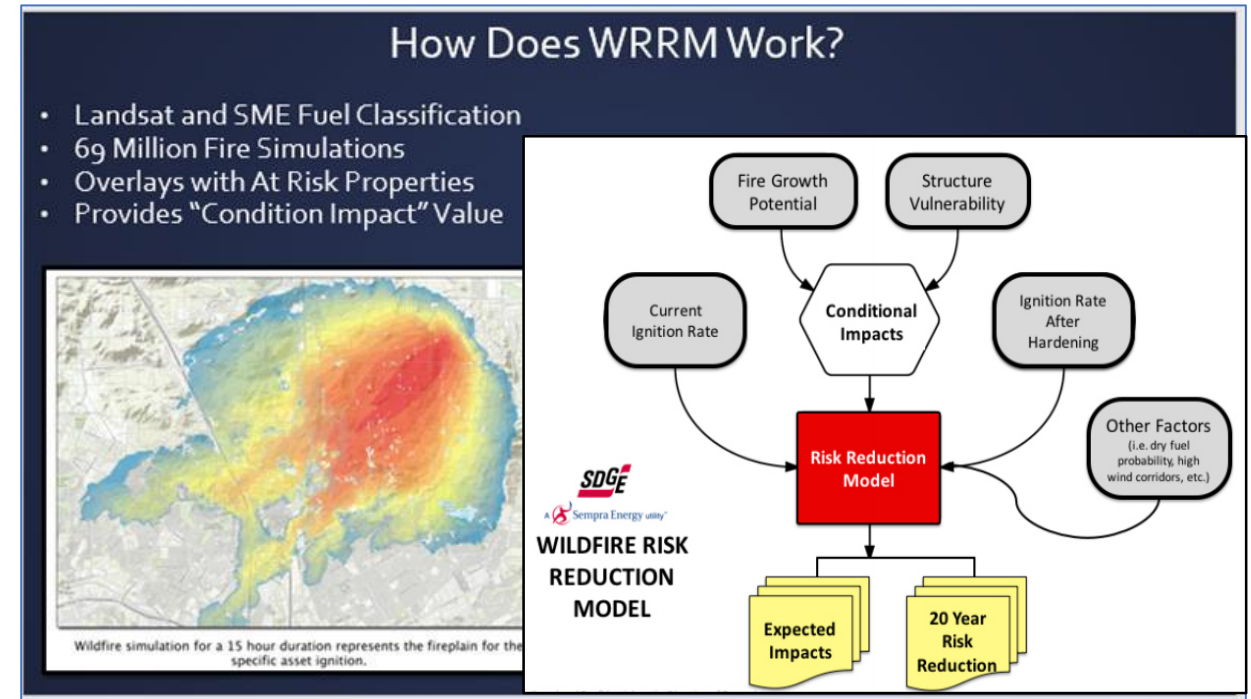 How Does WRRM Work?
• Landsat and SME Fuel Classification
• 69 Million Fire Simulations
• Overlays with At Risk Properties
• Provides “Condition Impact” Value
Wildfire simulation for a 15 hour duration represents the fireplain for the
specific asset ignition.
Fire Growth
Potential
Structure
Vulnerability
Current
Ignition Rate
Conditional
Impacts
Ignition Rate
After
Hardening
Risk Reduction
Model
Other Factors
(i.e. dry fuel
probability, high
wind corridors, etc.)
SDGE
A Sempra Energy utility
WILDFIRE RISK
REDUCTION
MODEL
Expected
Impacts
20 Year
Risk
Reduction